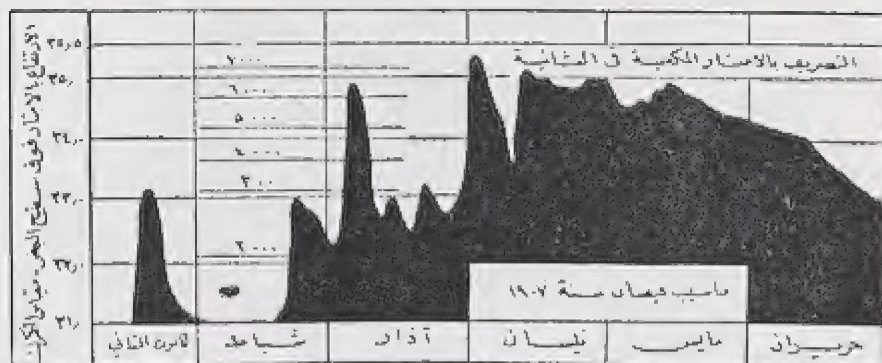 التصريف بالامتار المكعبة في الثانية
الارتفاع بالامتار فوق سطح البحر - مقياس الكرخ
٣٥,٥
٣٥,٠
٣٤,٠
٣٣,٠
٣٢,٠
٣١,٠
٧٠٠٠
٦٠٠٠
٥٠٠٠
٤٠٠٠
٣٠٠٠
٢٠٠٠
مناسيب فيضان سنة ١٩٠٧
كانون الثاني
شباط
آذار
نيسان
مايس
حزيران